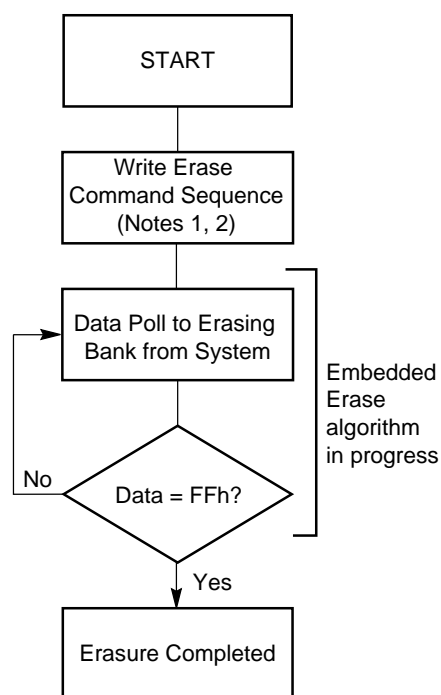 START
Write Erase
Command Sequence
(Notes 1, 2)
Data Poll to Erasing
Bank from System
Embedded
Erase
algorithm
in progress
No
Data = FFh?
Yes
Erasure Completed